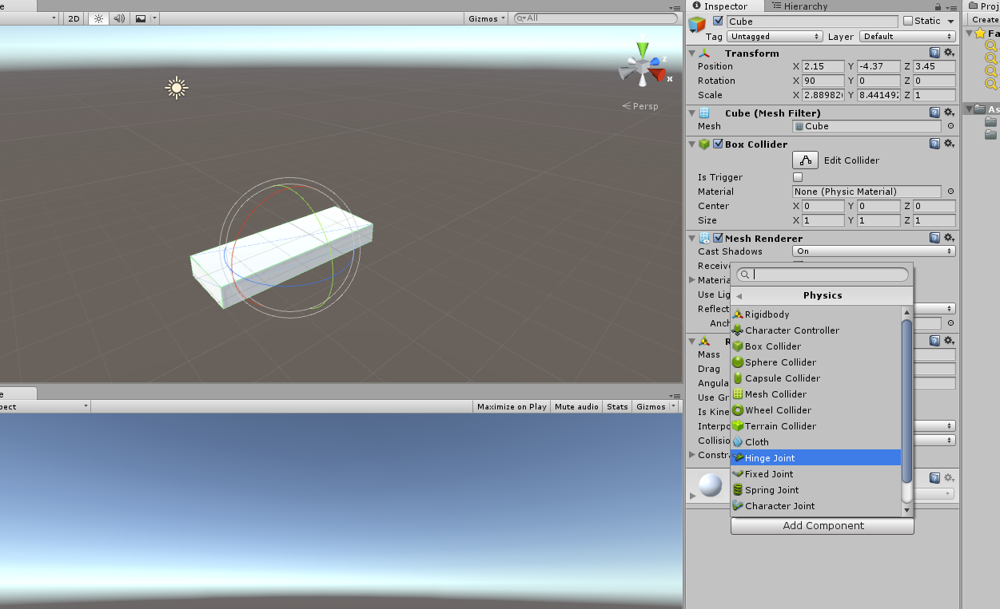 e
2D
Gizmos
All
z
x
Persp
e
pect
Maximize on Play Mute audio Stats Gizmos
Inspector Hierarchy
Cube Static
Tag Untagged Layer Default
Transform
Position X 2.15 Y -4.37 Z 3.45
Rotation X 90 Y 0 Z 0
Scale X 2.88982 Y 8.441492 Z 1
Cube (Mesh Filter)
Mesh Cube
Box Collider
Edit Collider
Is Trigger
Material None (Physic Material)
Center X 0 Y 0 Z 0
Size X 1 Y 1 Z 1
Mesh Renderer
Cast Shadows On
Receive
Materia
Use Lig
Reflect
Anch
R
Mass
Drag
Angula
Use Gr
Is Kine
Interpo
Collisio
Constra
Physics
Rigidbody
Character Controller
Box Collider
Sphere Collider
Capsule Collider
Mesh Collider
Wheel Collider
Terrain Collider
Cloth
Hinge Joint
Fixed Joint
Spring Joint
Character Joint
Add Component
Proj
Create
Fa
As